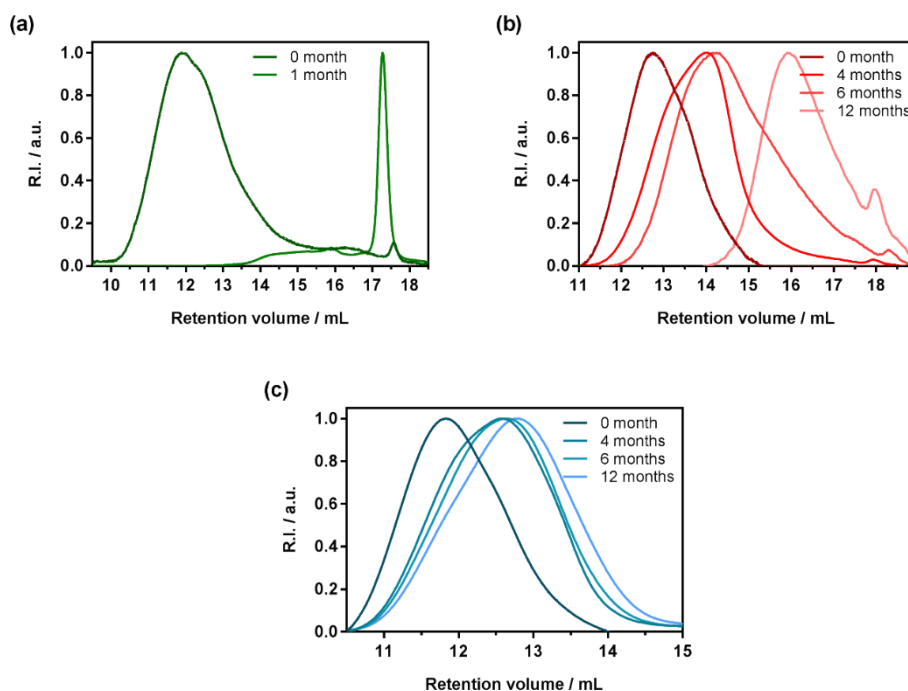 (a)
0 month
1 month
R.I. / a.u.
1.0
0.8
0.6
0.4
0.2
0.0
10 11 12 13 14 15 16 17 18
Retention volume / mL
(b)
0 month
4 months
6 months
12 months
R.I. / a.u.
1.0
0.8
0.6
0.4
0.2
0.0
11 12 13 14 15 16 17 18
Retention volume / mL
(c)
0 month
4 months
6 months
12 months
R.I. / a.u.
1.0
0.8
0.6
0.4
0.2
0.0
11 12 13 14 15
Retention volume / mL